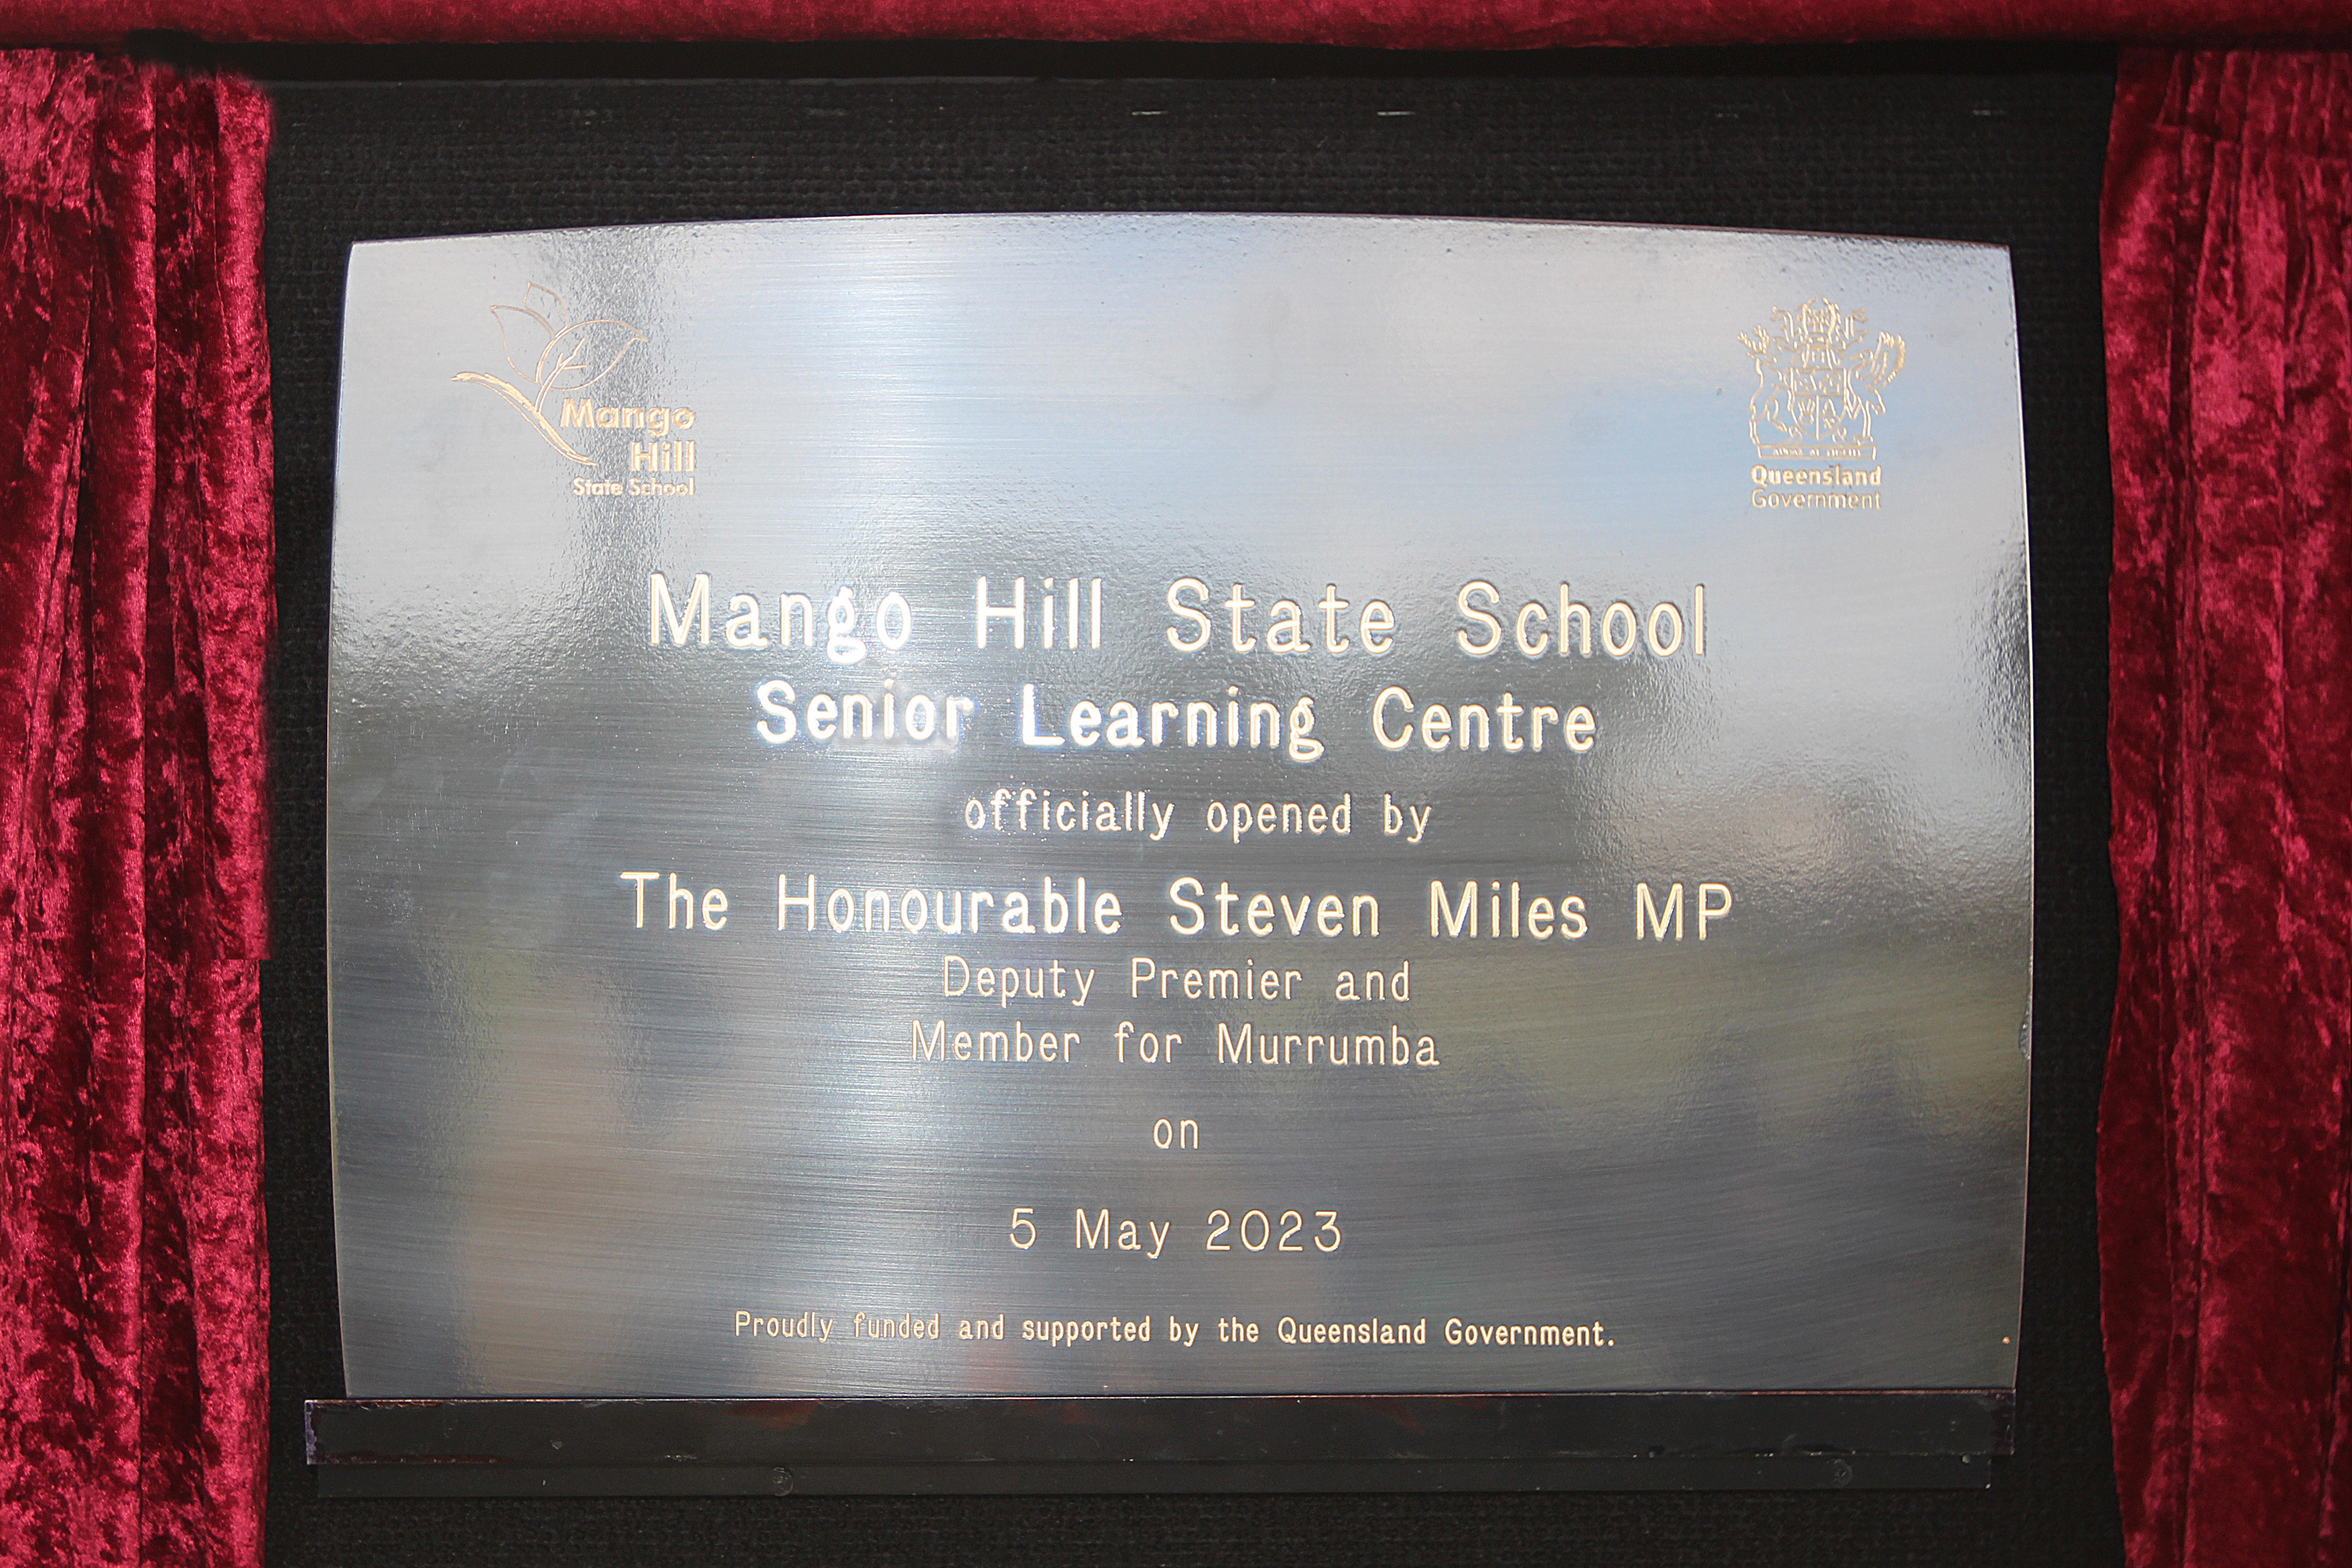 Mango
Hill
State School
Queensland
Government
Mango Hill State School
Senior Learning Centre
officially opened by
The Honourable Steven Miles MP
Deputy Premier and
Member for Murrumba
on
5 May 2023
Proudly funded and supported by the Queensland Government.